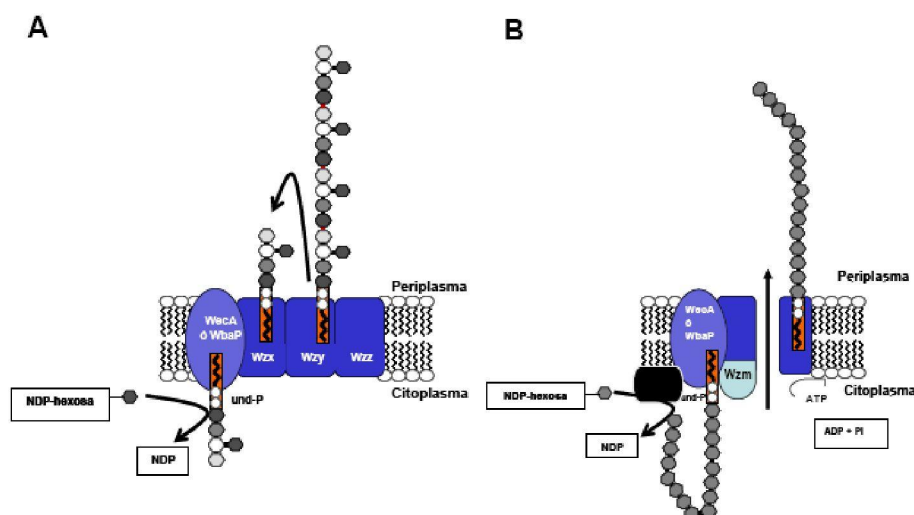 A
Periplasma
WecA
ó WbaP
Wzx
Wzy
Wzz
Citoplasma
NDP-hexosa
und-P
NDP
B
Periplasma
WecA
ó
WbaP
Wzm
Citoplasma
NDP-hexosa
und-P
ATP
NDP
ADP + Pi